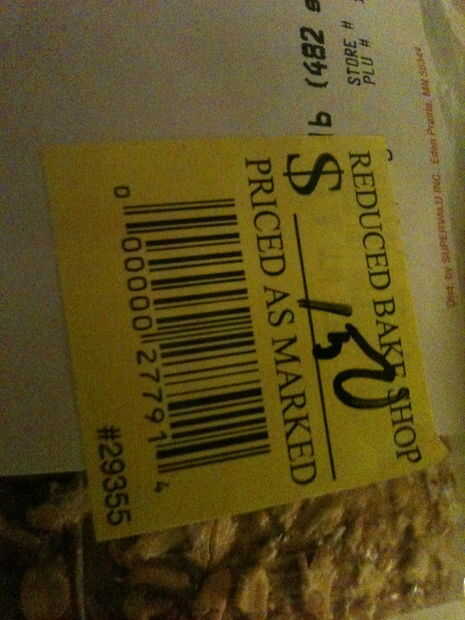 lb (482 g
STORE #
PLU #
Dist. by SUPERVALU INC., Eden Prairie, MN 55344
REDUCED BAKE SHOP
$ 1.50
PRICED AS MARKED
0 00000 27791 4
#29355